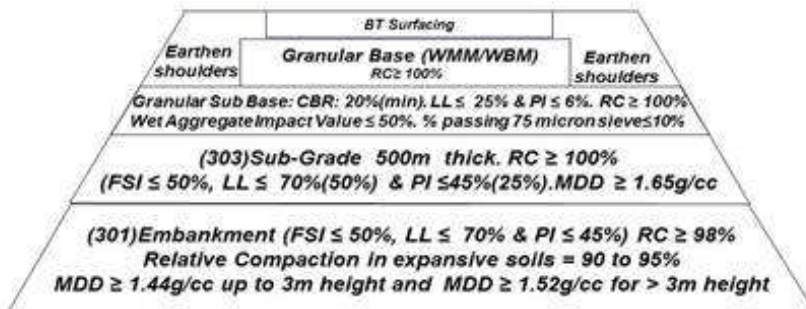 BT Surfacing
Earthen shoulders
Granular Base (WMM/WBM)
RC≥ 100%
Earthen shoulders
Granular Sub Base: CBR: 20%(min). LL ≤ 25% & PI ≤ 6%. RC ≥ 100%
Wet Aggregate Impact Value ≤ 50%. % passing 75 micron sieve≤10%
(303)Sub-Grade 500m thick. RC ≥ 100%
(FSI ≤ 50%, LL ≤ 70%(50%) & PI ≤45%(25%).MDD ≥ 1.65g/cc
(301)Embankment (FSI ≤ 50%, LL ≤ 70% & PI ≤ 45%) RC ≥ 98%
Relative Compaction in expansive soils = 90 to 95%
MDD ≥ 1.44g/cc up to 3m height and MDD ≥ 1.52g/cc for > 3m height